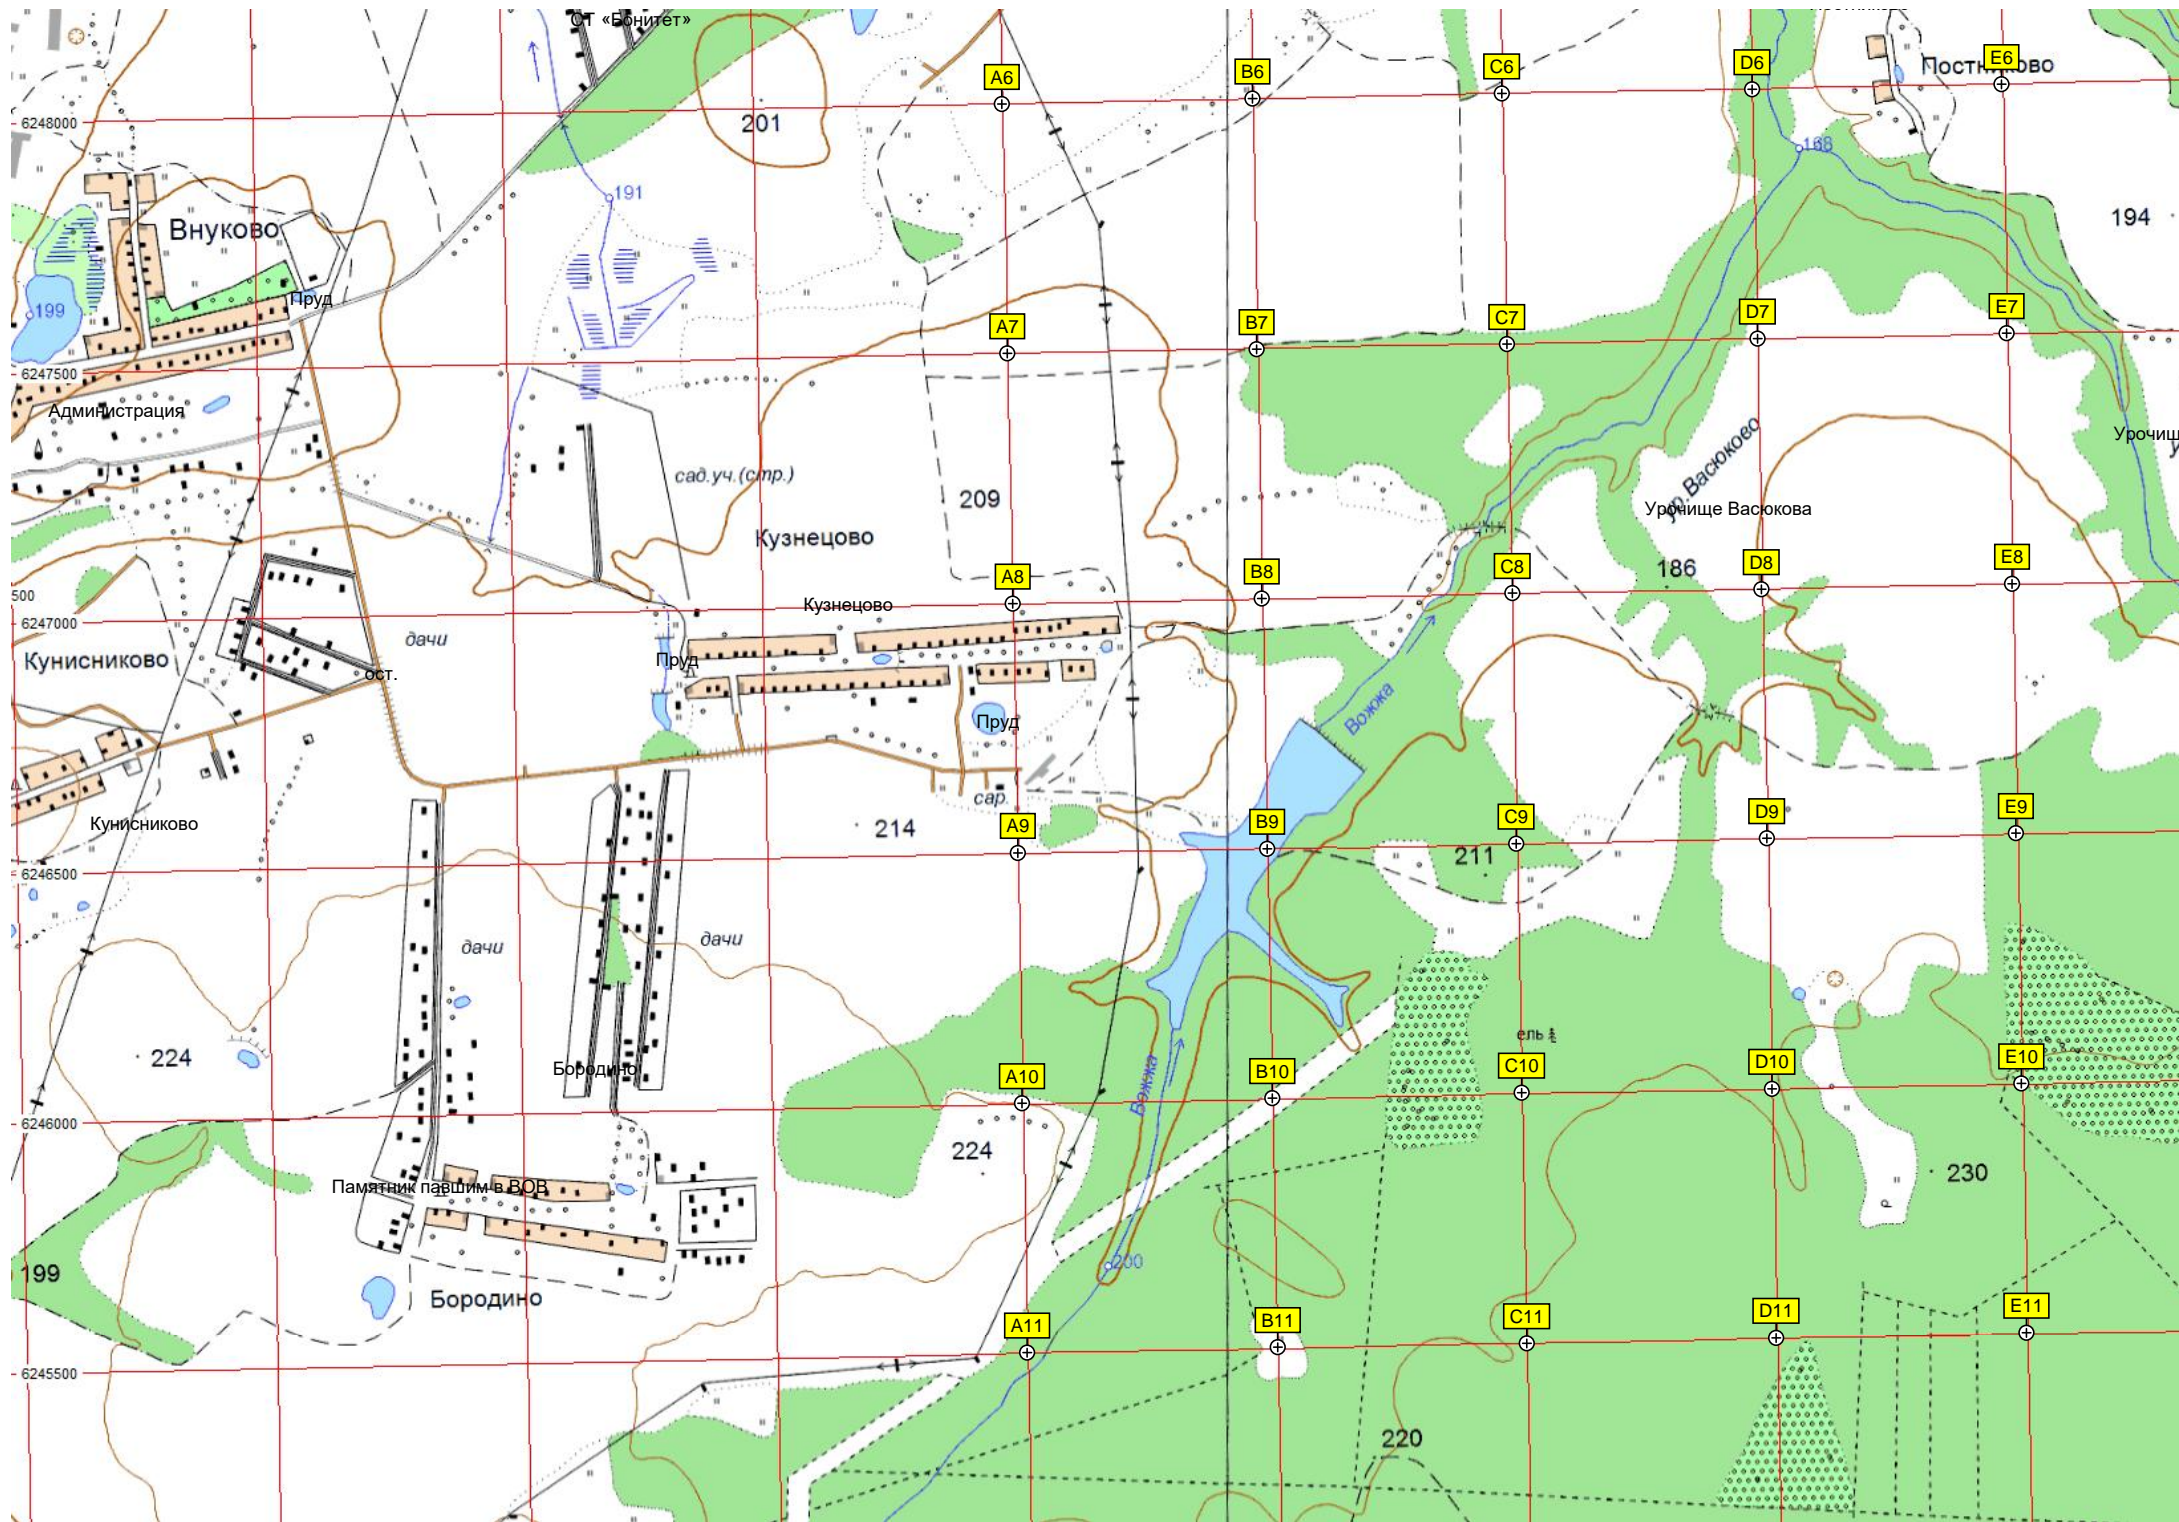 СТ «Бонитет»
A6
B6
C6
D6
E6
Постниково
6248000
201
168
191
194
Внуково
Пруд
199
A7
B7
C7
D7
E7
6247500
Администрация
ур. Васюково
сад.уч.(стр.)
209
Урочище Васюкова
Кузнецово
186
A8
B8
C8
D8
E8
500
Кузнецово
6247000
дачи
Кунисниково
Пруд
ост.
Вожжа
Пруд
сар.
214
Кунисниково
A9
B9
C9
D9
E9
211
6246500
дачи
дачи
ель
224
Бородино
Вожжа
A10
B10
C10
D10
E10
6246000
224
230
р
Памятник павшим в ВОВ
199
200
Бородино
A11
B11
C11
D11
E11
6245500
220